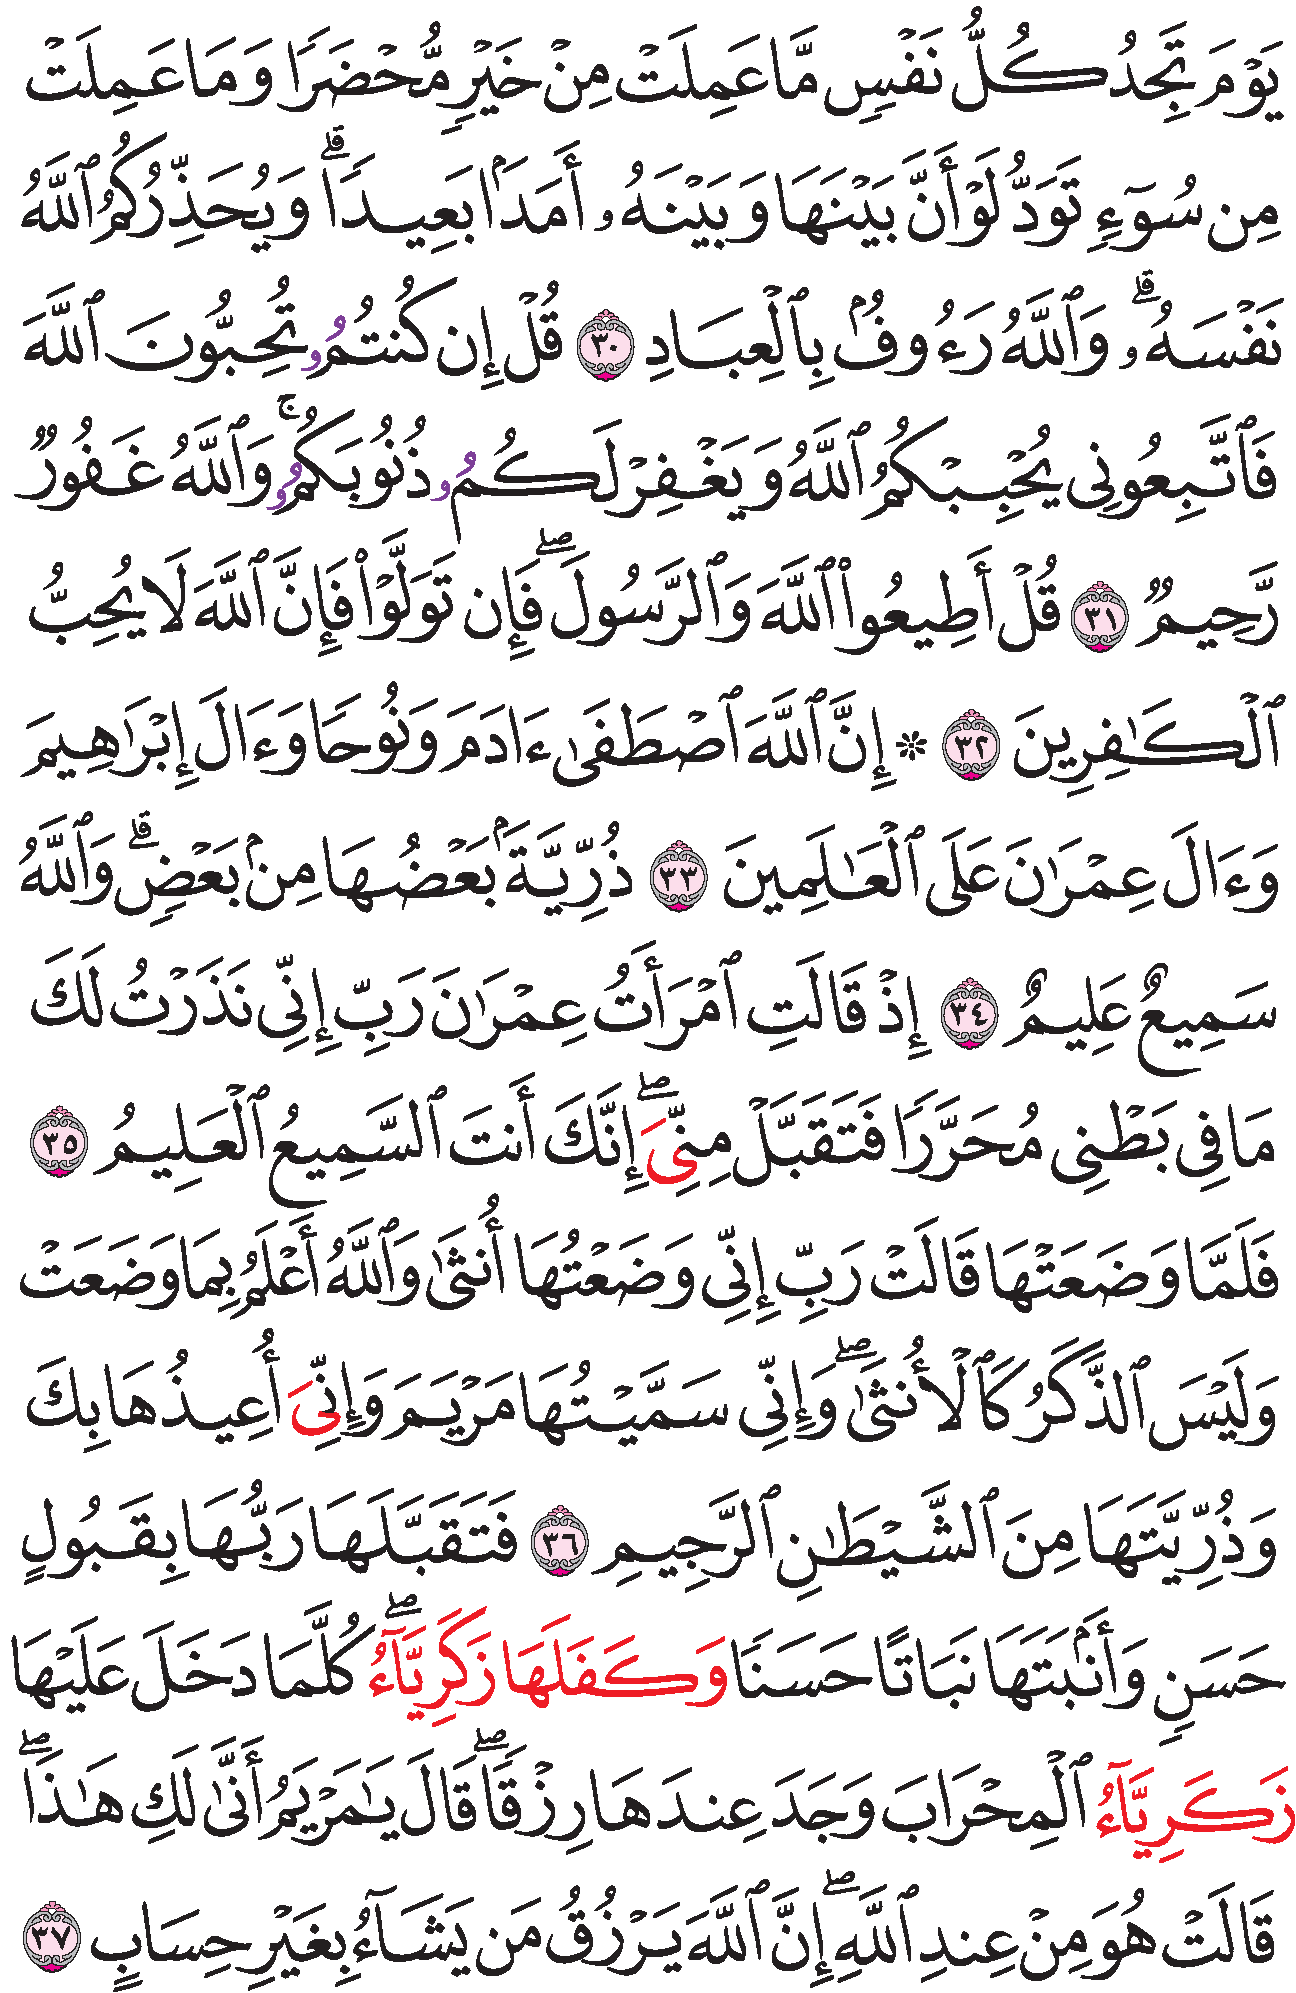 يَوْمَ تَجِدُ كُلُّ نَفْسٍ مَّا عَمِلَتْ مِنْ خَيْرٍ مُّحْضَرًا وَمَا عَمِلَتْ
مِن سُوٓءٍ تَوَدُّ لَوْ أَنَّ بَيْنَهَا وَبَيْنَهُۥ أَمَدَۢا بَعِيدًاۗ وَيُحَذِّرُكُمُ ٱللَّهُ
نَفْسَهُۥۗ وَٱللَّهُ رَءُوفُۢ بِٱلْعِبَادِ ٣٠ قُلْ إِن كُنتُمُۥ تُحِبُّونَ ٱللَّهَ
فَٱتَّبِعُونِى يُحْبِبْكُمُ ٱللَّهُ وَيَغْفِرْ لَكُمُۥ ذُنُوبَكُمُۥۚ وَٱللَّهُ غَفُورٌ
رَّحِيمٌ ٣١ قُلْ أَطِيعُوا۟ ٱللَّهَ وَٱلرَّسُولَۖ فَإِن تَوَلَّوْا۟ فَإِنَّ ٱللَّهَ لَا يُحِبُّ
ٱلْكَٰفِرِينَ ٣٢ ۞ إِنَّ ٱللَّهَ ٱصْطَفَىٰ ءَادَمَ وَنُوحًا وَءَالَ إِبْرَٰهِيمَ
وَءَالَ عِمْرَٰنَ عَلَى ٱلْعَٰلَمِينَ ٣٣ ذُرِّيَّةَۢ بَعْضُهَا مِنۢ بَعْضٍۗ وَٱللَّهُ
سَمِيعٌ عَلِيمٌ ٣٤ إِذْ قَالَتِ ٱمْرَأَتُ عِمْرَٰنَ رَبِّ إِنِّى نَذَرْتُ لَكَ
مَا فِى بَطْنِى مُحَرَّرًا فَتَقَبَّلْ مِنِّىَۖ إِنَّكَ أَنتَ ٱلسَّمِيعُ ٱلْعَلِيمُ ٣٥
فَلَمَّا وَضَعَتْهَا قَالَتْ رَبِّ إِنِّى وَضَعْتُهَا أُنثَىٰ وَٱللَّهُ أَعْلَمُ بِمَا وَضَعَتْ
وَلَيْسَ ٱلذَّكَرُ كَٱلْأُنثَىٰۖ وَإِنِّى سَمَّيْتُهَا مَرْيَمَ وَإِنِّىَ أُعِيذُهَا بِكَ
وَذُرِّيَّتَهَا مِنَ ٱلشَّيْطَٰنِ ٱلرَّجِيمِ ٣٦ فَتَقَبَّلَهَا رَبُّهَا بِقَبُولٍ
حَسَنٍ وَأَنۢبَتَهَا نَبَاتًا حَسَنًا وَكَفَلَهَا زَكَرِيَّآءُۖ كُلَّمَا دَخَلَ عَلَيْهَا
زَكَرِيَّآءُ ٱلْمِحْرَابَ وَجَدَ عِندَهَا رِزْقًاۖ قَالَ يَٰمَرْيَمُ أَنَّىٰ لَكِ هَٰذَاۖ
قَالَتْ هُوَ مِنْ عِندِ ٱللَّهِۖ إِنَّ ٱللَّهَ يَرْزُقُ مَن يَشَآءُ بِغَيْرِ حِسَابٍ ٣٧